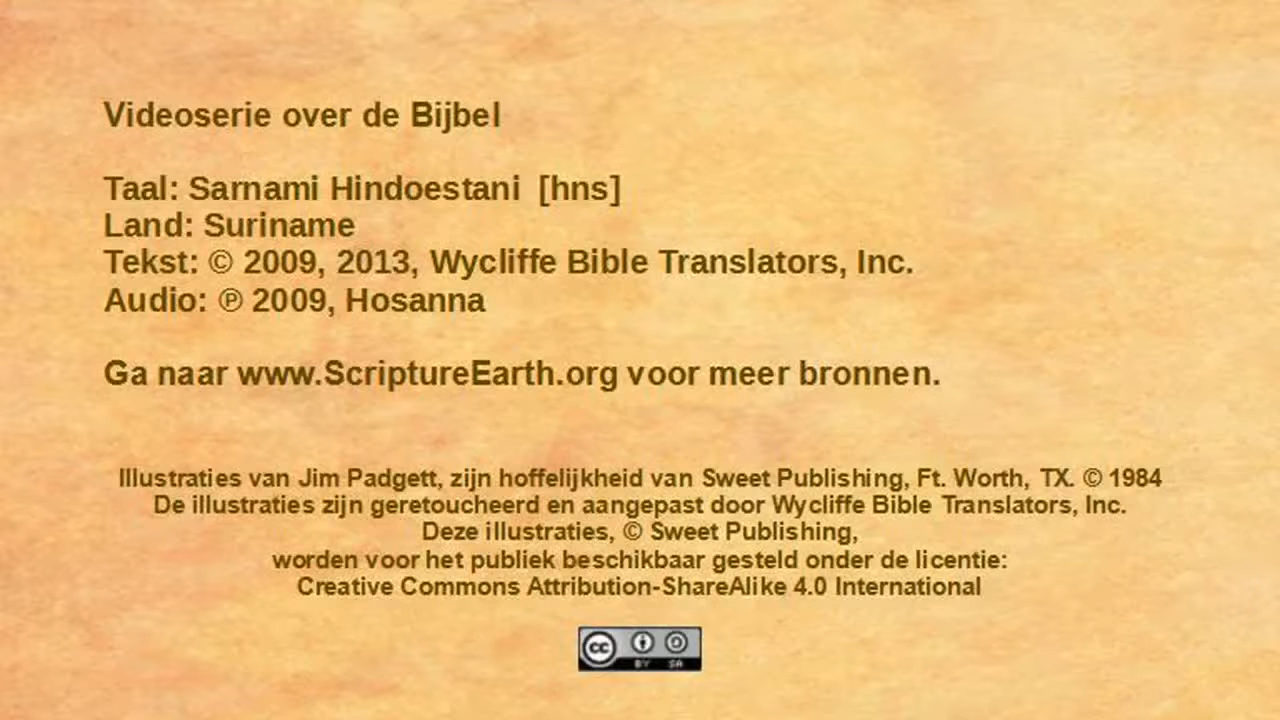 Videoserie over de Bijbel
Taal: Sarnami Hindoestani [hns]
Land: Suriname
Tekst: © 2009, 2013, Wycliffe Bible Translators, Inc.
Audio: ℗ 2009, Hosanna
Ga naar www.ScriptureEarth.org voor meer bronnen.
Illustraties van Jim Padgett, zijn hoffelijkheid van Sweet Publishing, Ft. Worth, TX. © 1984
De illustraties zijn geretoucheerd en aangepast door Wycliffe Bible Translators, Inc.
Deze illustraties, © Sweet Publishing,
worden voor het publiek beschikbaar gesteld onder de licentie:
Creative Commons Attribution-ShareAlike 4.0 International
cc
BY SA